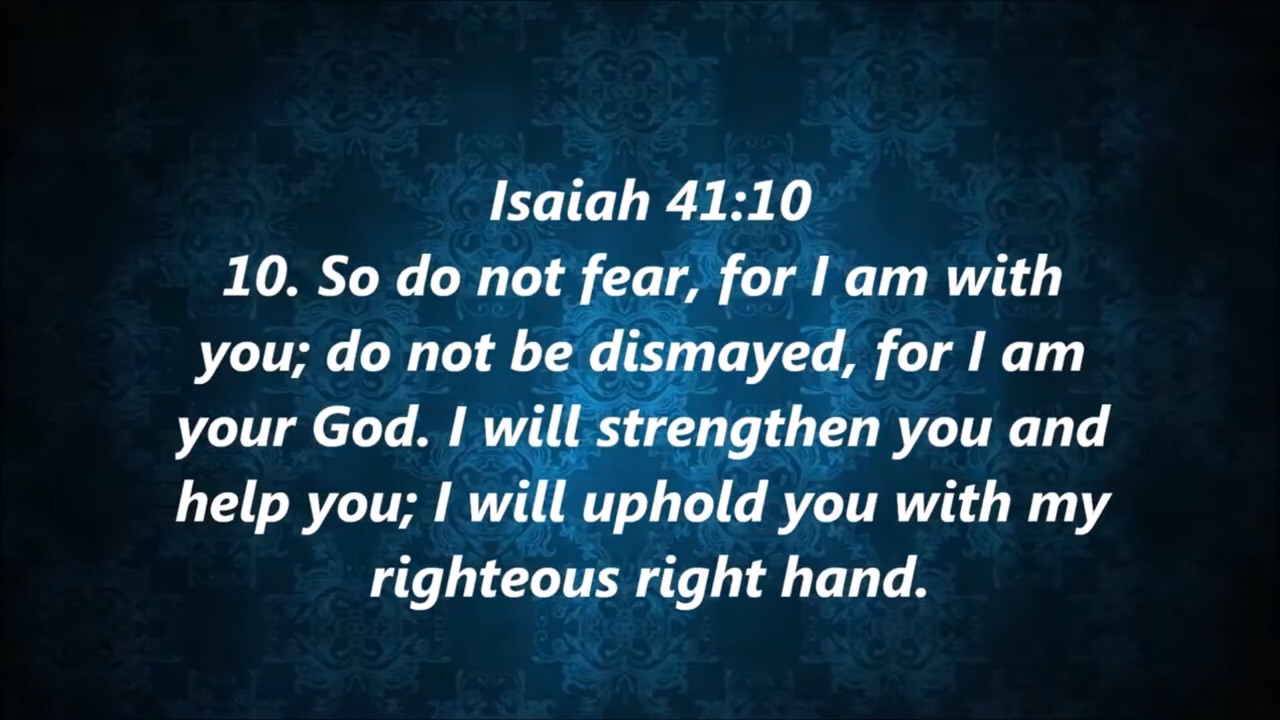 Isaiah 41:10
10. So do not fear, for I am with
you; do not be dismayed, for I am
your God. I will strengthen you and
help you; I will uphold you with my
righteous right hand.